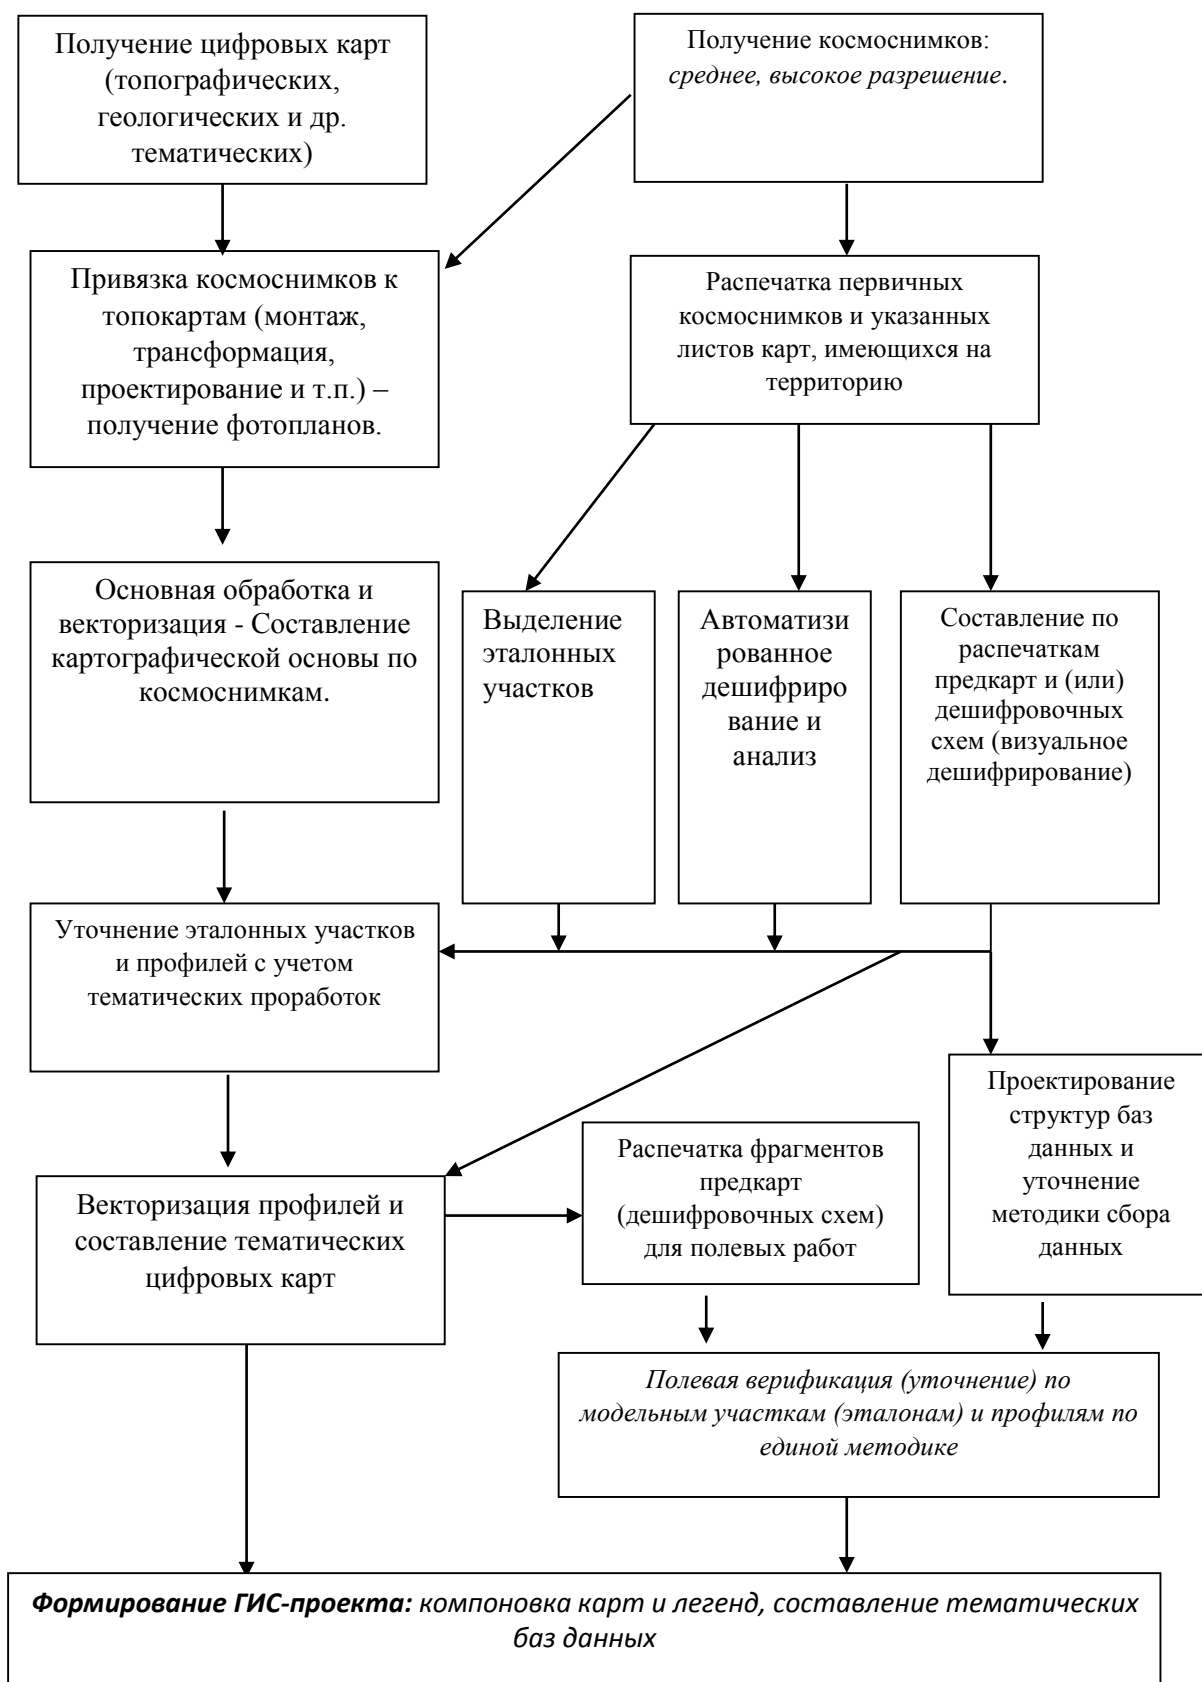 Получение цифровых карт
(топографических,
геологических и др.
тематических)
Получение космоснимков:
среднее, высокое разрешение.
Привязка космоснимков к
топокартам (монтаж,
трансформация,
проектирование и т.п.) –
получение фотопланов.
Распечатка первичных
космоснимков и указанных
листов карт, имеющихся на
территорию
Основная обработка и
векторизация - Составление
картографической основы по
космоснимкам.
Выделение
эталонных
участков
Автоматизи
рованное
дешифриро
вание и
анализ
Составление по
распечаткам
предкарт и (или)
дешифровочных
схем (визуальное
дешифрирование)
Уточнение эталонных участков
и профилей с учетом
тематических проработок
Проектирование
структур баз
данных и
уточнение
методики сбора
данных
Распечатка фрагментов
предкарт
(дешифровочных схем)
для полевых работ
Векторизация профилей и
составление тематических
цифровых карт
Полевая верификация (уточнение) по
модельным участкам (эталонам) и профилям по
единой методике
Формирование ГИС-проекта: компоновка карт и легенд, составление тематических
баз данных